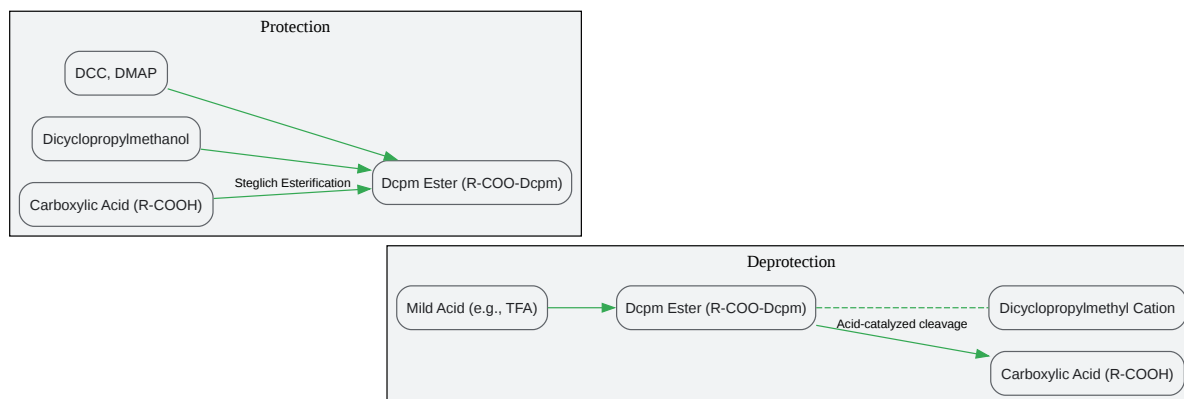 Protection
DCC, DMAP
Dicyclopropylmethanol
Steglich Esterification
Dcpm Ester (R-COO-Dcpm)
Carboxylic Acid (R-COOH)
Deprotection
Mild Acid (e.g., TFA)
Dcpm Ester (R-COO-Dcpm)
Dicyclopropylmethyl Cation
Acid-catalyzed cleavage
Carboxylic Acid (R-COOH)